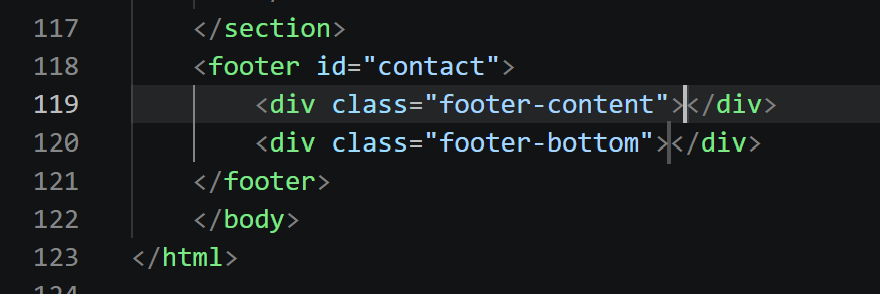 117 </section>
118 <footer id="contact">
119 <div class="footer-content"></div>
120 <div class="footer-bottom"></div>
121 </footer>
122 </body>
123 </html>
124